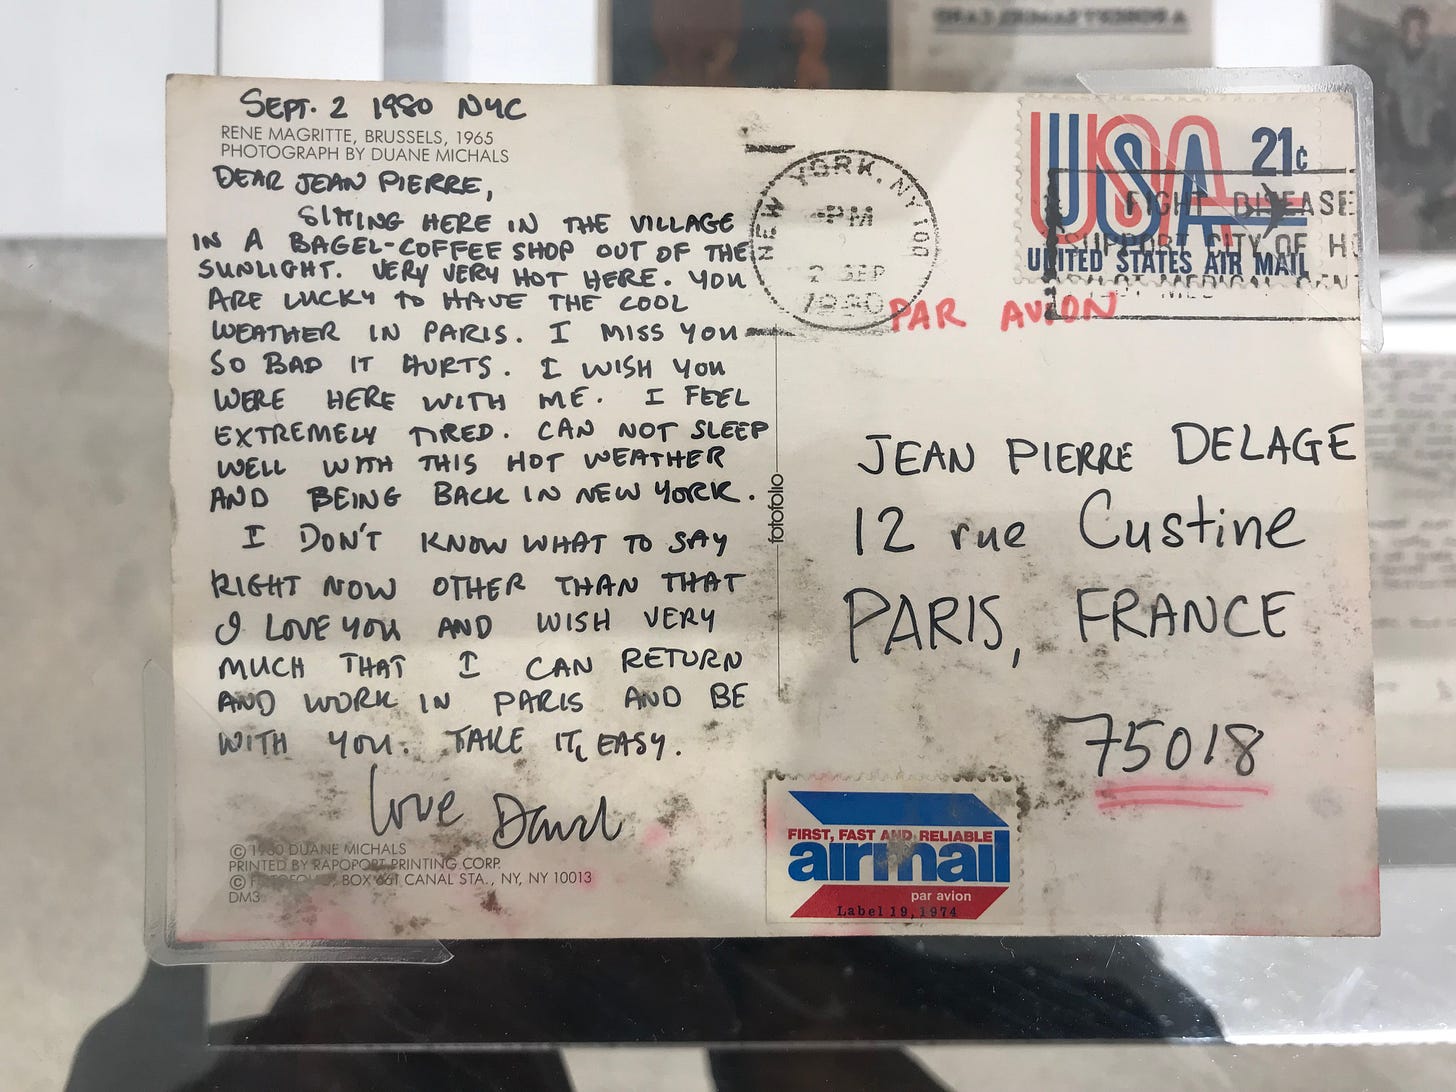 SEPT. 2 1980 NYC
RENE MAGRITTE, BRUSSELS, 1965
PHOTOGRAPH BY DUANE MICHALS
DEAR JEAN PIERRE,
SITTING HERE IN THE VILLAGE
IN A BAGEL-COFFEE SHOP OUT OF THE
SUNLIGHT. VERY VERY HOT HERE. YOU
ARE LUCKY TO HAVE THE COOL
WEATHER IN PARIS. I MISS YOU
SO BAD IT HURTS. I WISH YOU
WERE HERE WITH ME. I FEEL
EXTREMELY TIRED. CAN NOT SLEEP
WELL WITH THIS HOT WEATHER
AND BEING BACK IN NEW YORK.
I DON'T KNOW WHAT TO SAY
RIGHT NOW OTHER THAN THAT
I LOVE YOU AND WISH VERY
MUCH THAT I CAN RETURN
AND WORK IN PARIS AND BE
WITH YOU. TAKE IT EASY.
Love David
© 1980 DUANE MICHALS
PRINTED BY RAPOPORT PRINTING CORP.
© FOTOFOLIO, BOX 661 CANAL STA., NY, NY 10013
DM3
fotofolio
NEW YORK, NY 100
PM
2 SEP
1980
USA 21c
UNITED STATES AIR MAIL
FIGHT DISEASE
SUPPORT CITY OF
MEDICAL CEN
PAR AVION
JEAN PIERRE DELAGE
12 rue Custine
PARIS, FRANCE
75018
FIRST, FAST AND RELIABLE
airmail
par avion
Label 19, 1974